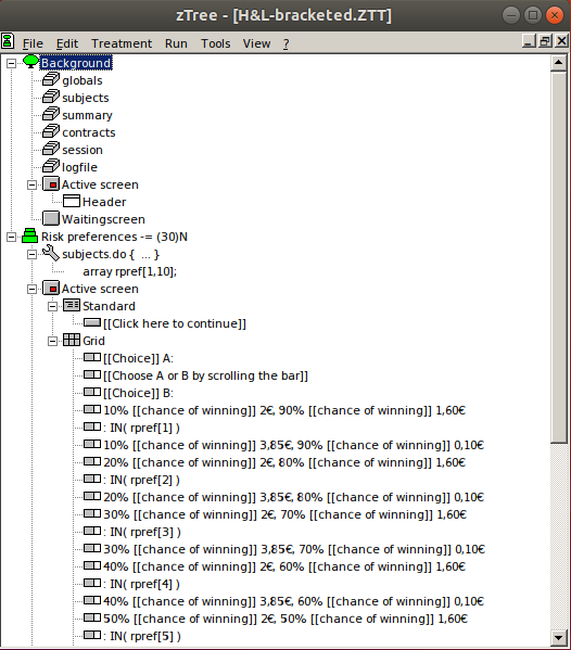 zTree - [H&L-bracketed.ZTT]
File Edit Treatment Run Tools View ?
Background
globals
subjects
summary
contracts
session
logfile
Active screen
Header
Waitingscreen
Risk preferences -= (30)N
subjects.do { ... }
array rpref[1,10];
Active screen
Standard
[[Click here to continue]]
Grid
[[Choice]] A:
[[Choose A or B by scrolling the bar]]
[[Choice]] B:
10% [[chance of winning]] 2€, 90% [[chance of winning]] 1,60€
: IN( rpref[1] )
10% [[chance of winning]] 3,85€, 90% [[chance of winning]] 0,10€
20% [[chance of winning]] 2€, 80% [[chance of winning]] 1,60€
: IN( rpref[2] )
20% [[chance of winning]] 3,85€, 80% [[chance of winning]] 0,10€
30% [[chance of winning]] 2€, 70% [[chance of winning]] 1,60€
: IN( rpref[3] )
30% [[chance of winning]] 3,85€, 70% [[chance of winning]] 0,10€
40% [[chance of winning]] 2€, 60% [[chance of winning]] 1,60€
: IN( rpref[4] )
40% [[chance of winning]] 3,85€, 60% [[chance of winning]] 0,10€
50% [[chance of winning]] 2€, 50% [[chance of winning]] 1,60€
: IN( rpref[5] )